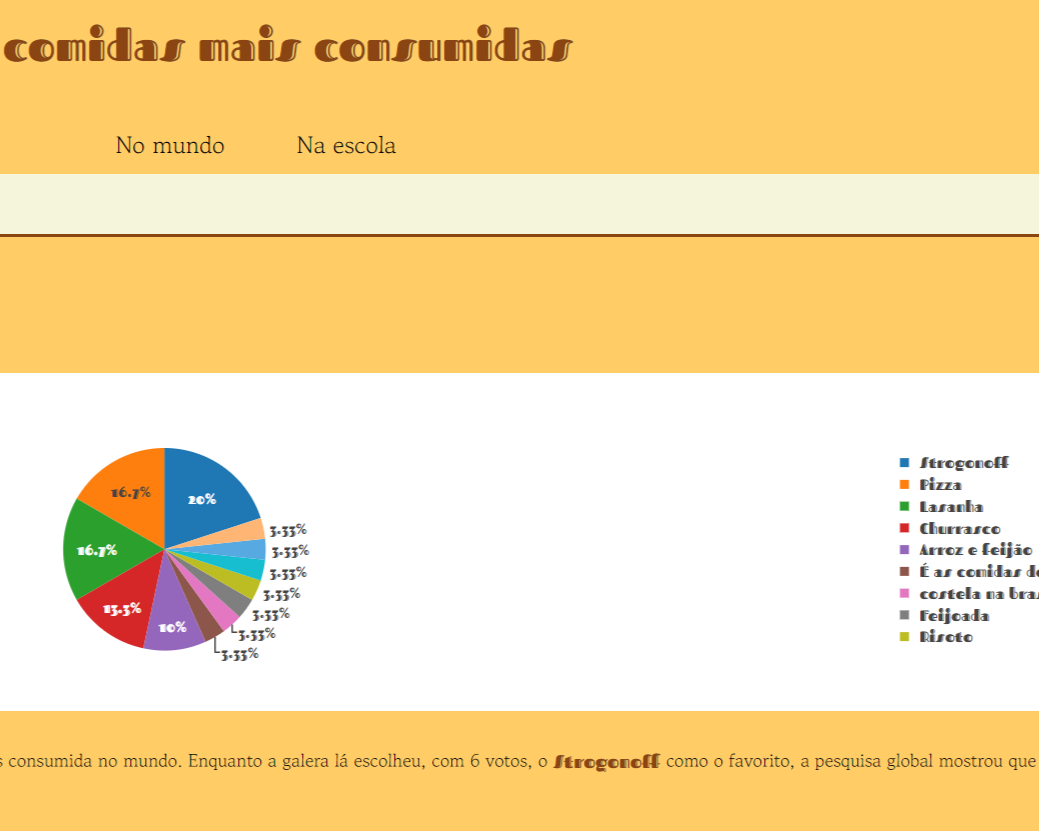 comidas mais consumidas
No mundo Na escola
16.7% 20%
3.33%
16.7% 3.33%
3.33%
3.33%
13.3% 3.33%
10% 3.33%
3.33%
Strogonoff
Pizza
Lasanha
Churrasco
Arroz e feijão
É as comidas
costela na
Feijoada
Risoto
consumida no mundo. Enquanto a galera lá escolheu, com 6 votos, o Strogonoff como o favorito, a pesquisa global mostrou que